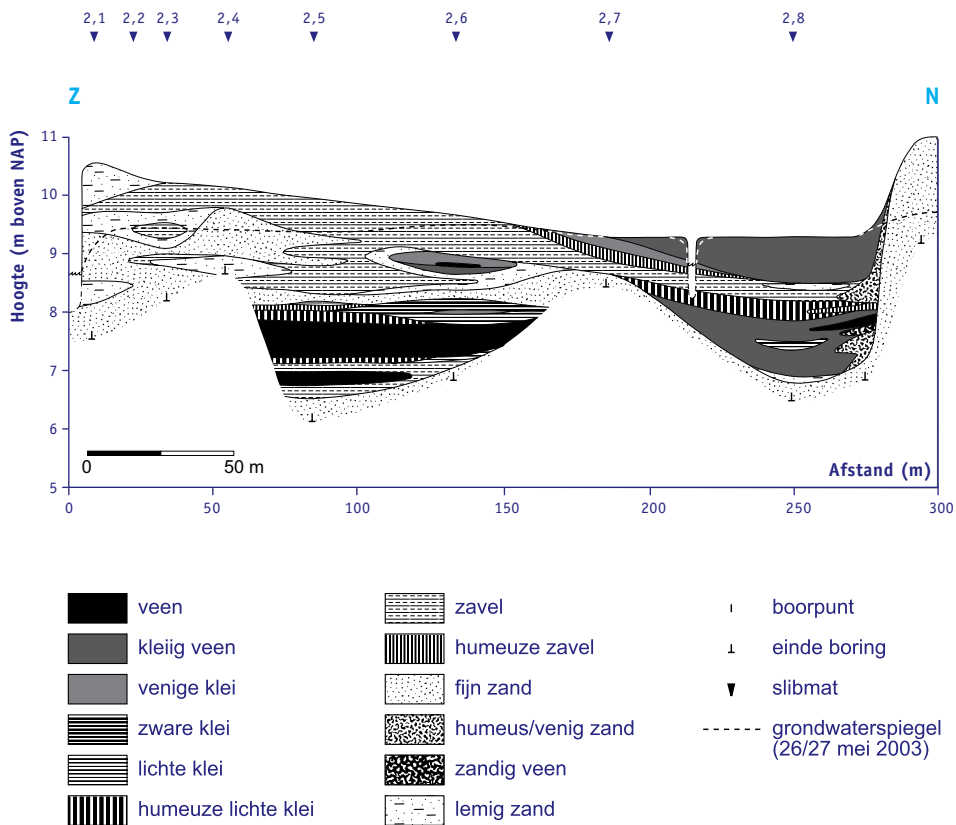 2,1 2,2 2,3 2,4 2,5 2,6 2,7 2,8
Z N
Hoogte (m boven NAP)
11
10
9
8
7
6
5
0 50 m
Afstand (m)
0 50 100 150 200 250 300
veen
kleiig veen
venige klei
zware klei
lichte klei
humeuze lichte klei
zavel
humeuze zavel
fijn zand
humeus/venig zand
zandig veen
lemig zand
boorpunt
einde boring
slibmat
grondwaterspiegel
(26/27 mei 2003)